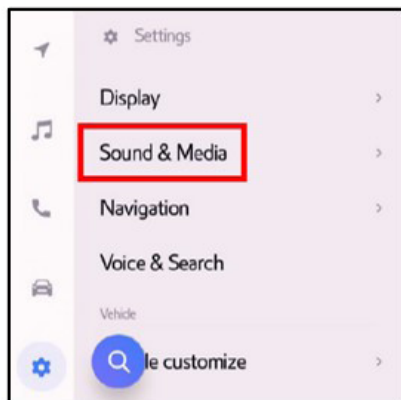 Settings
Display
Sound & Media
Navigation
Voice & Search
Vehicle
le customize